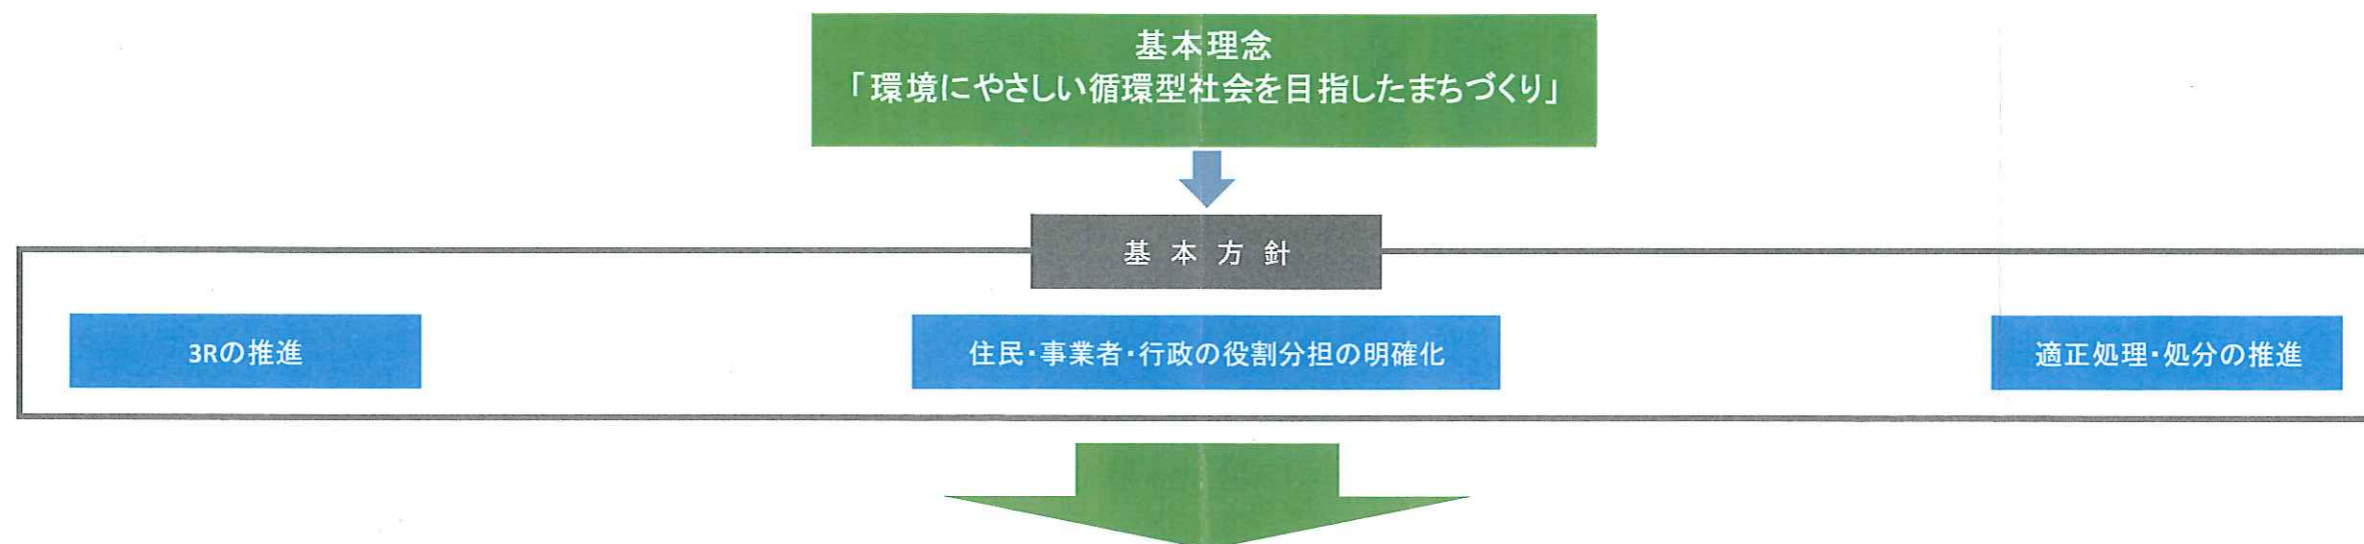 基本理念
「環境にやさしい循環型社会を目指したまちづくり」
基本方針
3Rの推進
住民・事業者・行政の役割分担の明確化
適正処理・処分の推進